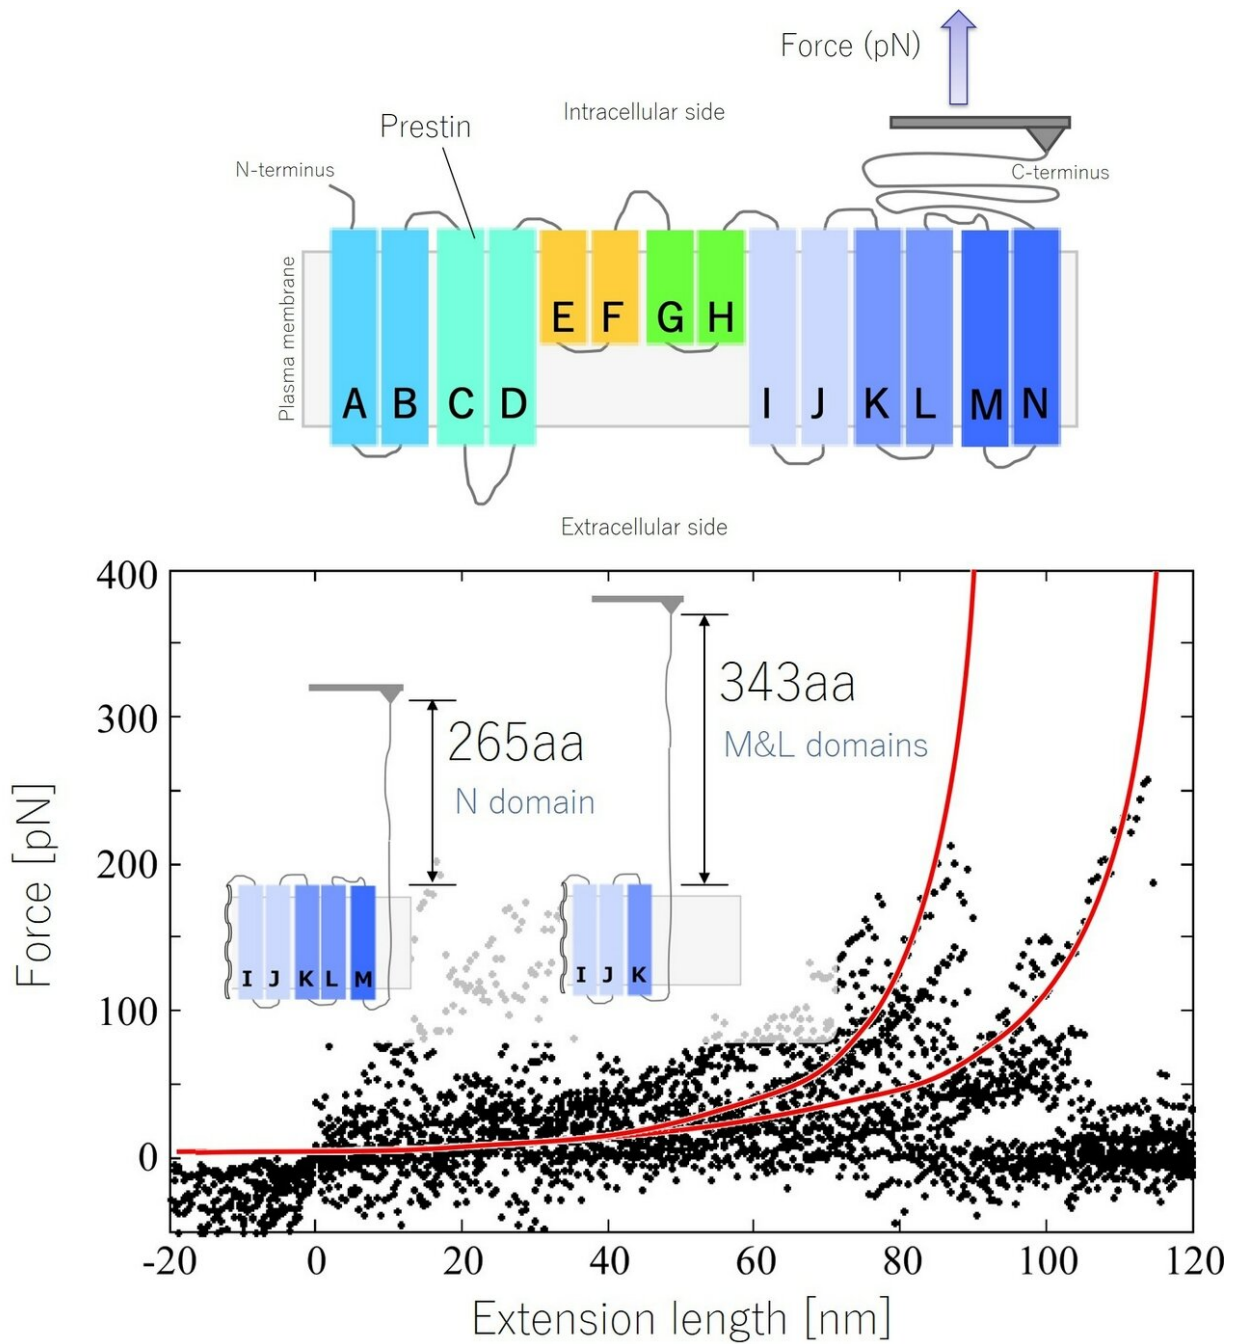 Force (pN)
Intracellular side
Prestin
N-terminus
C-terminus
Plasma membrane
A B C D E F G H I J K L M N
Extracellular side
Force [pN]
400
300
200
100
0
265aa
N domain
343aa
M&L domains
I J K L M
I J K
-20 0 20 40 60 80 100 120
Extension length [nm]